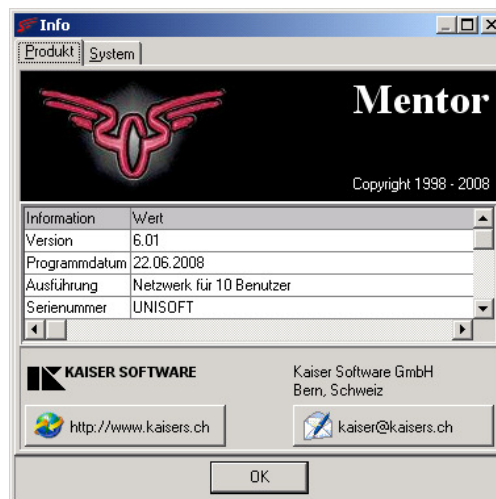 Info
Produkt System
Mentor
Copyright 1998 - 2008
Information Wert
Version 6.01
Programmdatum 22.06.2008
Ausführung Netzwerk für 10 Benutzer
Serienummer UNISOFT
KAISER SOFTWARE Kaiser Software GmbH
Bern, Schweiz
http://www.kaisers.ch kaiser@kaisers.ch
OK